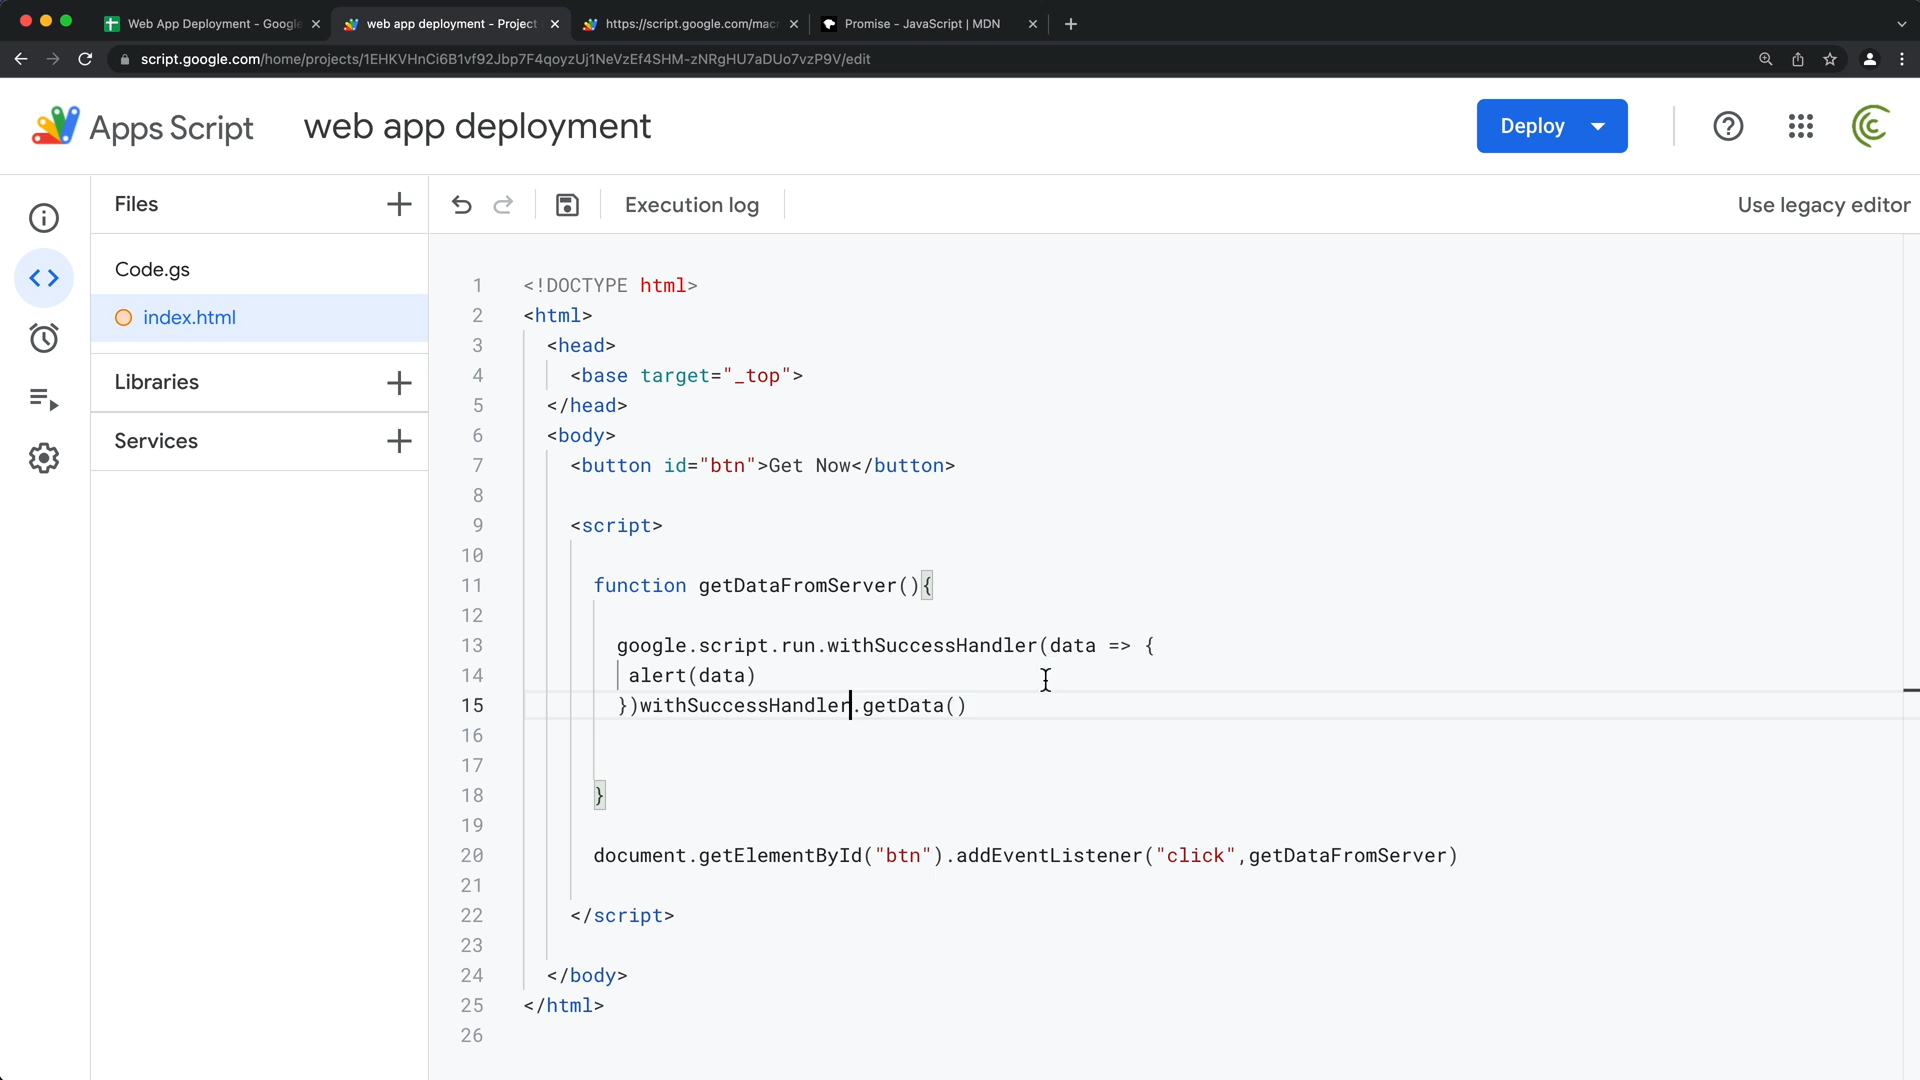 Web App Deployment - Google
web app deployment - Project
https://script.google.com/macr
Promise - JavaScript | MDN
script.google.com/home/projects/1EHKVHnCi6B1vf92Jbp7F4qoyzUj1NeVzEf4SHM-zNRgHU7aDUo7vzP9V/edit
Apps Script
web app deployment
Deploy
Files
Execution log
Use legacy editor
Code.gs
index.html
Libraries
Services
1 <!DOCTYPE html>
2 <html>
3 <head>
4 <base target="_top">
5 </head>
6 <body>
7 <button id="btn">Get Now</button>
8
9 <script>
10
11 function getDataFromServer(){
12
13 google.script.run.withSuccessHandler(data => {
14 alert(data)
15 })withSuccessHandler.getData()
16
17
18 }
19
20 document.getElementById("btn").addEventListener("click",getDataFromServer)
21
22 </script>
23
24 </body>
25 </html>
26